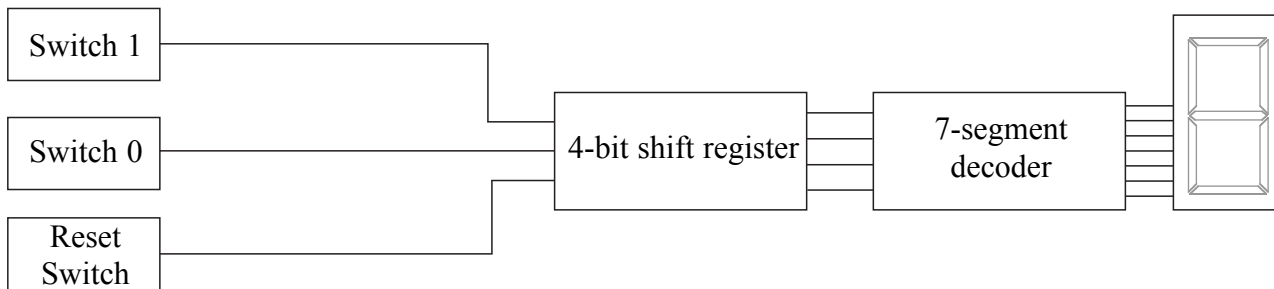 Switch 1
Switch 0
Reset
Switch
4-bit shift register
7-segment
decoder